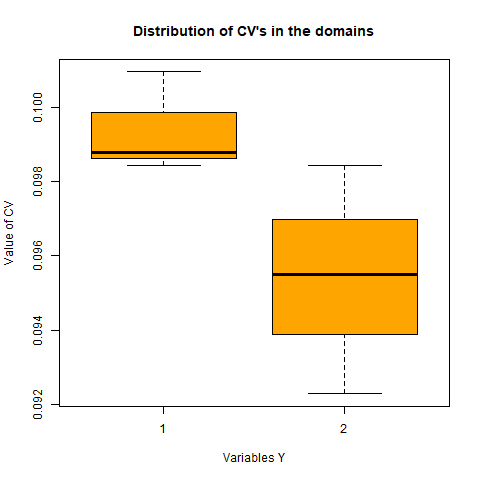 Distribution of CV's in the domains
Value of CV
0.100
0.098
0.096
0.094
0.092
1 2
Variables Y